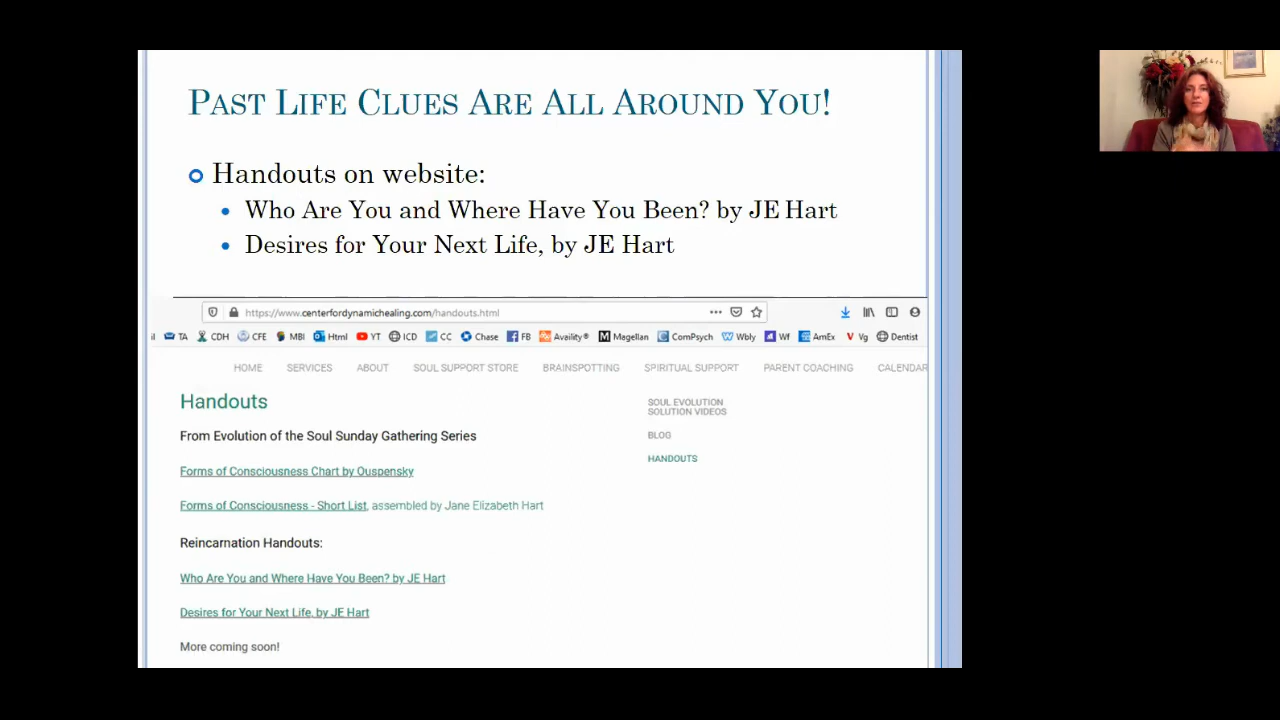 PAST LIFE CLUES ARE ALL AROUND YOU!
Handouts on website:
Who Are You and Where Have You Been? by JE Hart
Desires for Your Next Life, by JE Hart
https://www.centerfordynamichealing.com/handouts.html
TA CDH CFE MBI Html YT ICD CC Chase FB Availity® Magellan ComPsych Wbly Wf AmEx Vg Dentist
HOME SERVICES ABOUT SOUL SUPPORT STORE BRAINSPOTTING SPIRITUAL SUPPORT PARENT COACHING CALENDAR
Handouts
From Evolution of the Soul Sunday Gathering Series
Forms of Consciousness Chart by Ouspensky
Forms of Consciousness - Short List, assembled by Jane Elizabeth Hart
Reincarnation Handouts:
Who Are You and Where Have You Been? by JE Hart
Desires for Your Next Life, by JE Hart
More coming soon!
SOUL EVOLUTION
SOLUTION VIDEOS
BLOG
HANDOUTS